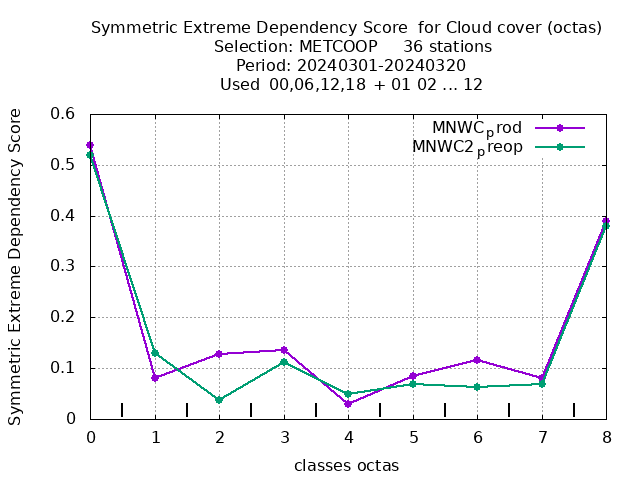 Symmetric Extreme Dependency Score for Cloud cover (octas)
Selection: METCOOP 36 stations
Period: 20240301-20240320
Used 00,06,12,18 + 01 02 ... 12
MNWCprod
MNWC2preop
Symmetric Extreme Dependency Score
0.6
0.5
0.4
0.3
0.2
0.1
0
0 1 2 3 4 5 6 7 8
classes octas